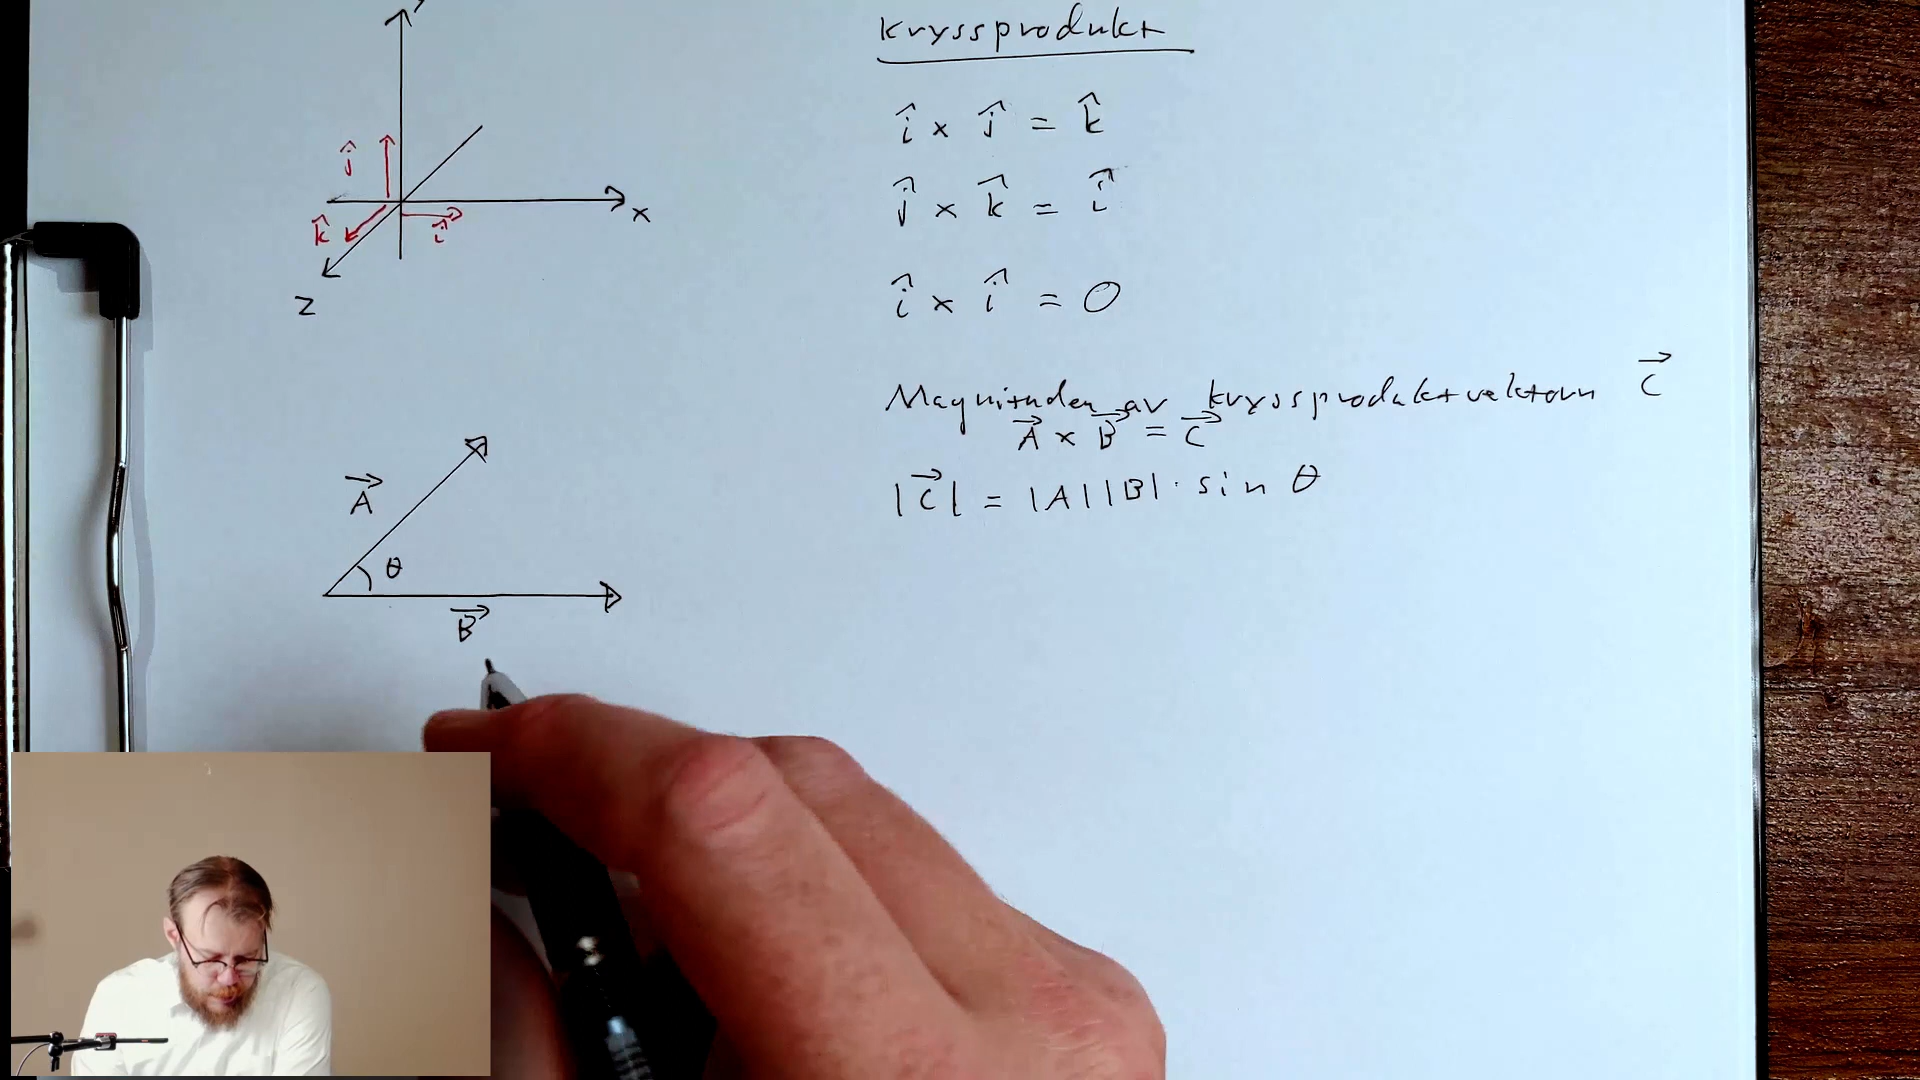 Kryssprodukt
î × ĵ = k̂
ĵ × k̂ = î
î × î = 0
Magnituden av kryssproduktvektorn C⃗
A⃗ × B⃗ = C⃗
|C⃗| = |A||B| · sin θ
ĵ
k̂
î
x
z
A⃗
θ
B⃗